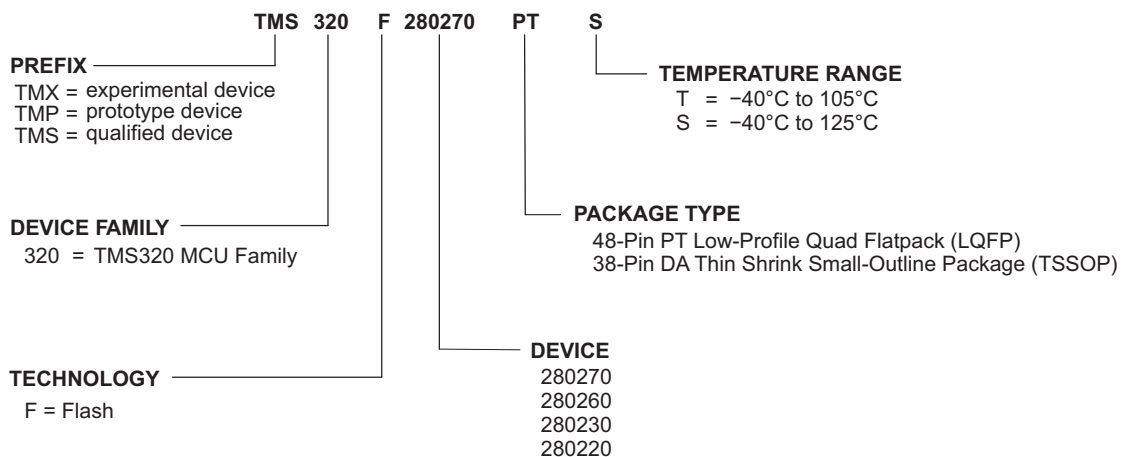 TMS 320 F 280270 PT S
PREFIX
TMX = experimental device
TMP = prototype device
TMS = qualified device
TEMPERATURE RANGE
T = −40°C to 105°C
S = −40°C to 125°C
DEVICE FAMILY
320 = TMS320 MCU Family
PACKAGE TYPE
48-Pin PT Low-Profile Quad Flatpack (LQFP)
38-Pin DA Thin Shrink Small-Outline Package (TSSOP)
TECHNOLOGY
F = Flash
DEVICE
280270
280260
280230
280220